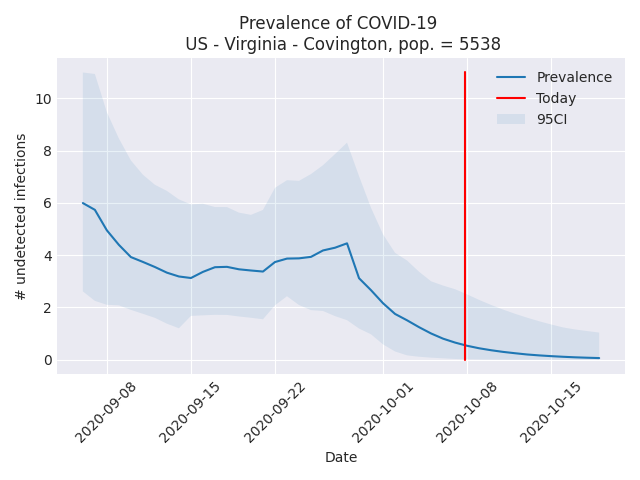 Prevalence of COVID-19
US - Virginia - Covington, pop. = 5538
Prevalence
Today
95CI
# undetected infections
10
8
6
4
2
0
2020-09-08
2020-09-15
2020-09-22
2020-10-01
2020-10-08
2020-10-15
Date